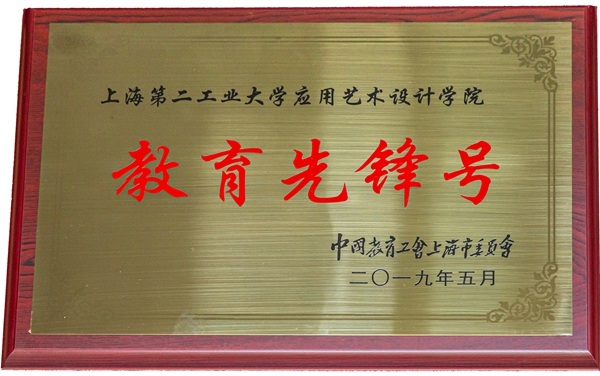 上海第二工业大学应用艺术设计学院
教育先锋号
中国教育工会上海市委员会
二〇一九年五月